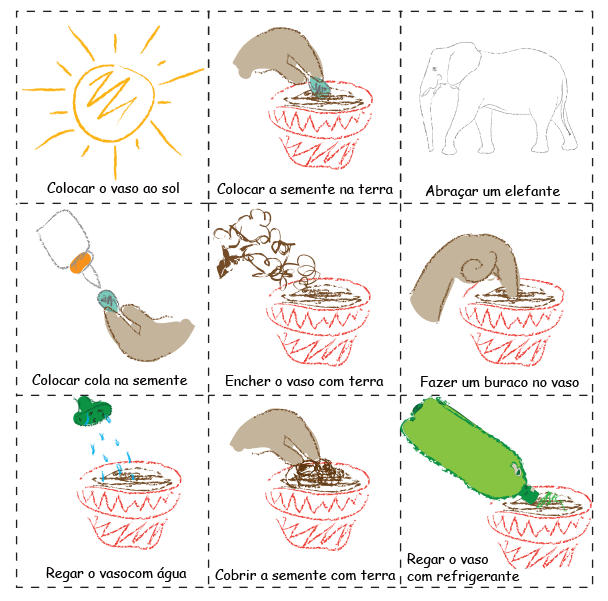 Colocar o vaso ao sol
Colocar a semente na terra
Abraçar um elefante
Colocar cola na semente
Encher o vaso com terra
Fazer um buraco no vaso
Regar o vasocom água
Cobrir a semente com terra
Regar o vaso
com refrigerante